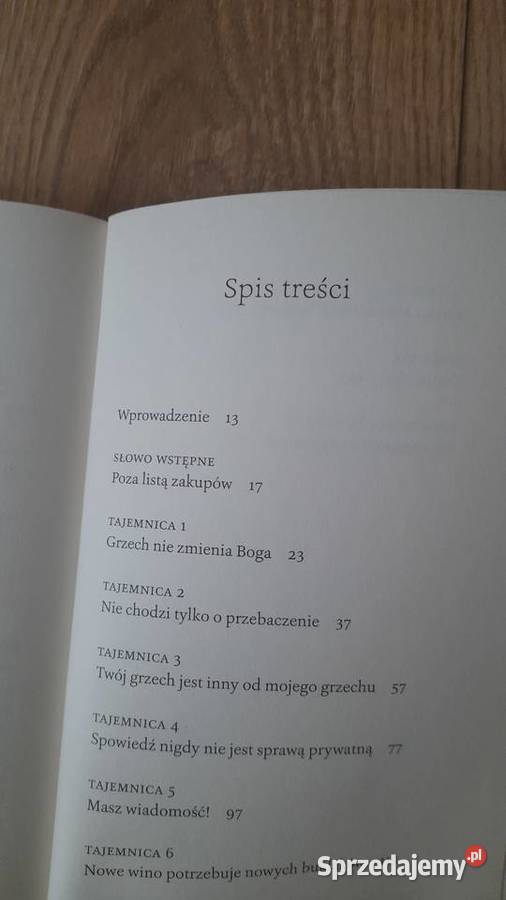 Spis treści
Wprowadzenie 13
SŁOWO WSTĘPNE
Poza listą zakupów 17
TAJEMNICA 1
Grzech nie zmienia Boga 23
TAJEMNICA 2
Nie chodzi tylko o przebaczenie 37
TAJEMNICA 3
Twój grzech jest inny od mojego grzechu 57
TAJEMNICA 4
Spowiedź nigdy nie jest sprawą prywatną 77
TAJEMNICA 5
Masz wiadomość! 97
TAJEMNICA 6
Nowe wino potrzebuje nowych
Sprzedajemy.pl